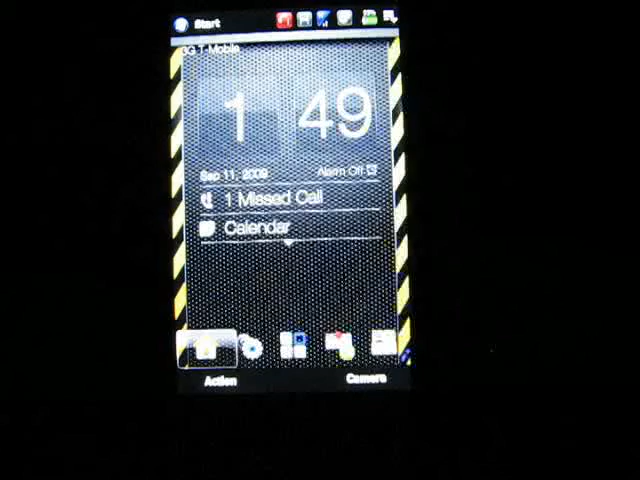 Start
3G T-Mobile
1 49
Sep 11, 2009 Alarm Off
1 Missed Call
Calendar
Action Camera